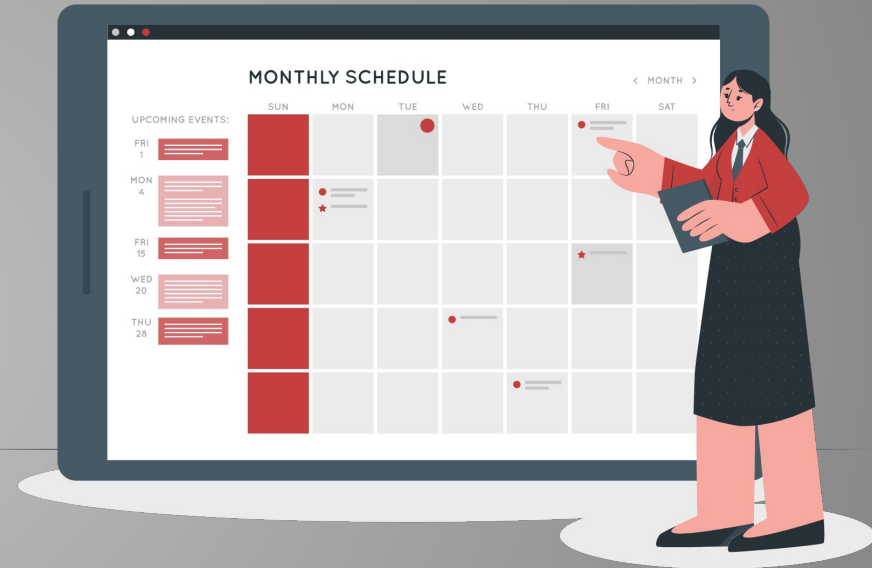 MONTHLY SCHEDULE
< MONTH >
SUN MON TUE WED THU FRI SAT
UPCOMING EVENTS:
FRI
1
MON
4
FRI
15
WED
20
THU
28